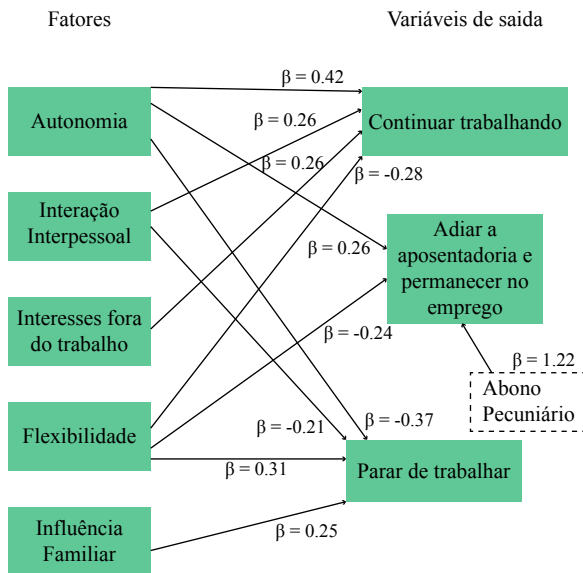 Fatores
Variáveis de saida
β = 0.42
Autonomia
Continuar trabalhando
β = 0.26
β = 0.26
β = -0.28
Interação
Interpessoal
Adiar a
aposentadoria e
permanecer no
emprego
β = 0.26
Interesses fora
do trabalho
β = -0.24
β = 1.22
Abono
Pecuniário
Flexibilidade
β = -0.21
β = -0.37
β = 0.31
Parar de trabalhar
Influência
Familiar
β = 0.25